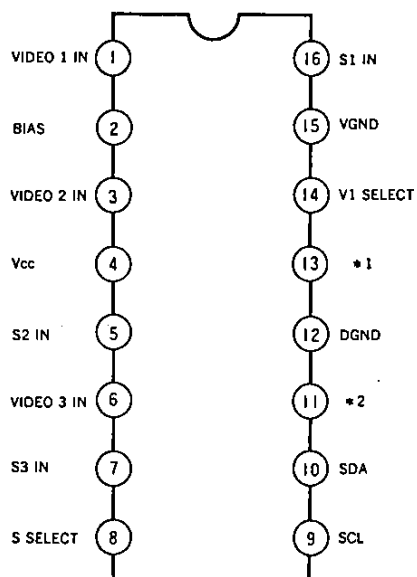 VIDEO 1 IN 1 16 S1 IN
BIAS 2 15 VGND
VIDEO 2 IN 3 14 V1 SELECT
Vcc 4 13 *1
S2 IN 5 12 DGND
VIDEO 3 IN 6 11 *2
S3 IN 7 10 SDA
S SELECT 8 9 SCL